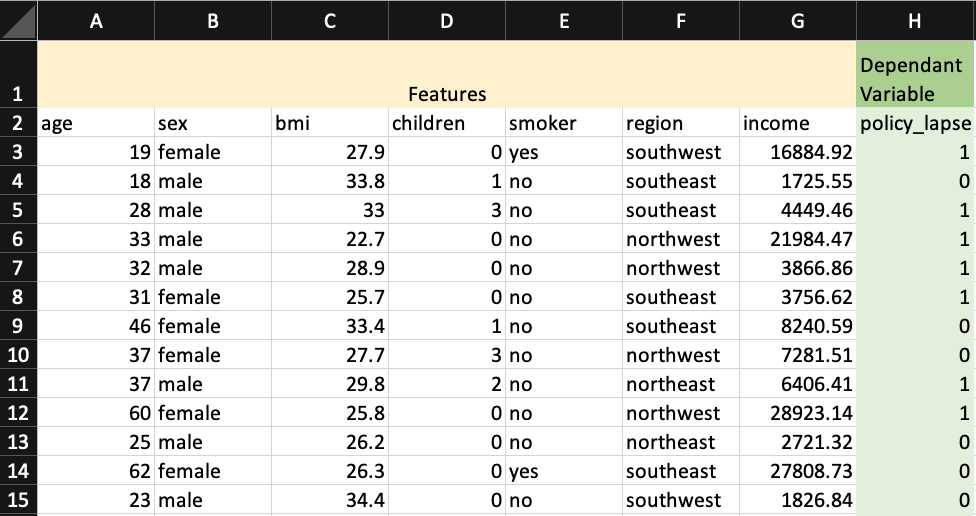 A B C D E F G H
1 Features Dependant
Variable
2 age sex bmi children smoker region income policy_lapse
3 19 female 27.9 0 yes southwest 16884.92 1
4 18 male 33.8 1 no southeast 1725.55 0
5 28 male 33 3 no southeast 4449.46 1
6 33 male 22.7 0 no northwest 21984.47 1
7 32 male 28.9 0 no northwest 3866.86 1
8 31 female 25.7 0 no southeast 3756.62 1
9 46 female 33.4 1 no southeast 8240.59 0
10 37 female 27.7 3 no northwest 7281.51 0
11 37 male 29.8 2 no northeast 6406.41 1
12 60 female 25.8 0 no northwest 28923.14 1
13 25 male 26.2 0 no northeast 2721.32 0
14 62 female 26.3 0 yes southeast 27808.73 0
15 23 male 34.4 0 no southwest 1826.84 0